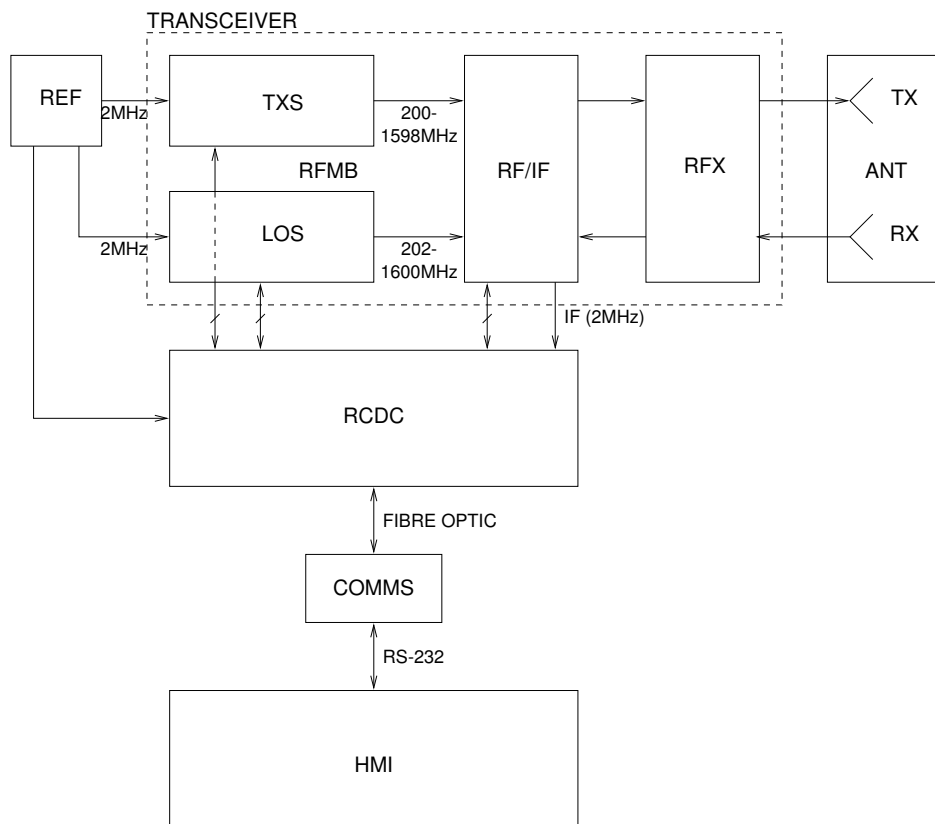 TRANSCEIVER
REF
2MHz
TXS
200-
1598MHz
RFMB
RF/IF
RFX
TX
ANT
RX
2MHz
LOS
202-
1600MHz
IF (2MHz)
RCDC
FIBRE OPTIC
COMMS
RS-232
HMI